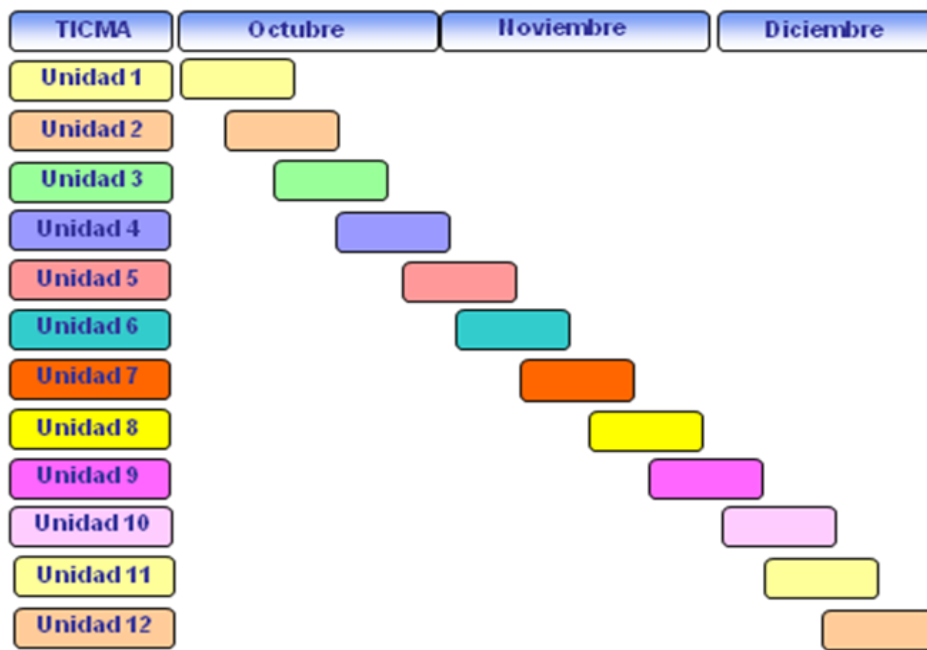 TICMA Octubre Noviembre Diciembre
Unidad 1
Unidad 2
Unidad 3
Unidad 4
Unidad 5
Unidad 6
Unidad 7
Unidad 8
Unidad 9
Unidad 10
Unidad 11
Unidad 12